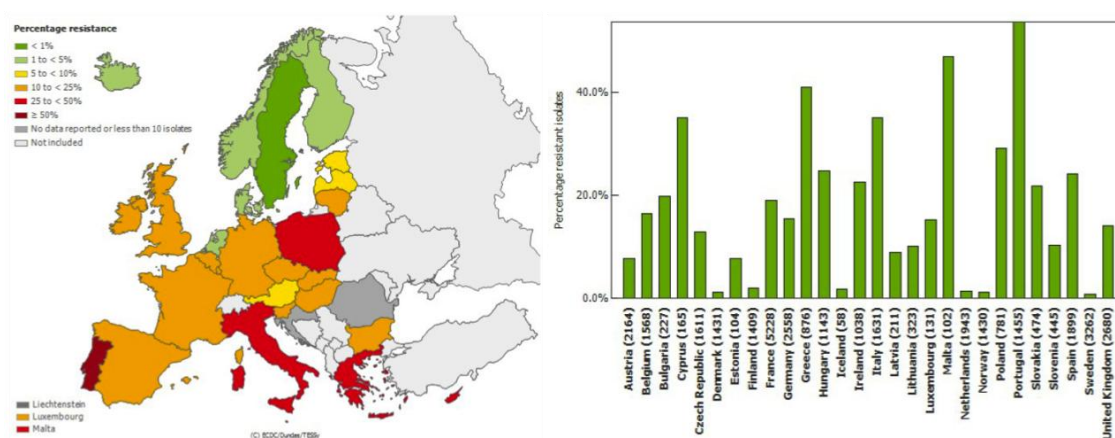 Percentage resistance
< 1%
1 to < 5%
5 to < 10%
10 to < 25%
25 to < 50%
≥ 50%
No data reported or less than 10 isolates
Not included
Liechtenstein
Luxembourg
Malta
(C) ECDC/Dundas/TESSy
Percentage resistant isolates
40.0%
20.0%
0.0%
Austria (2164)
Belgium (1568)
Bulgaria (227)
Cyprus (165)
Czech Republic (1611)
Denmark (1431)
Estonia (104)
Finland (1409)
France (5228)
Germany (2558)
Greece (876)
Hungary (1143)
Iceland (58)
Ireland (1038)
Italy (1631)
Latvia (211)
Lithuania (323)
Luxembourg (131)
Malta (102)
Netherlands (1943)
Norway (1430)
Poland (781)
Portugal (1455)
Slovakia (474)
Slovenia (445)
Spain (1899)
Sweden (3262)
United Kingdom (2680)